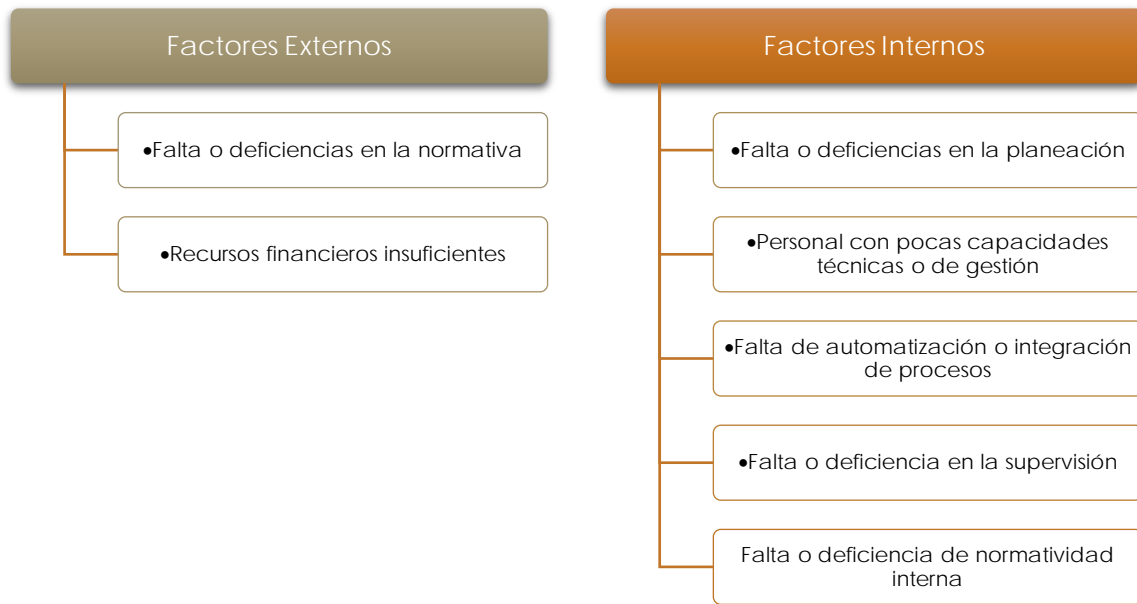 Factores Externos
•Falta o deficiencias en la normativa
•Recursos financieros insuficientes
Factores Internos
•Falta o deficiencias en la planeación
•Personal con pocas capacidades
técnicas o de gestión
•Falta de automatización o integración
de procesos
•Falta o deficiencia en la supervisión
Falta o deficiencia de normatividad
interna